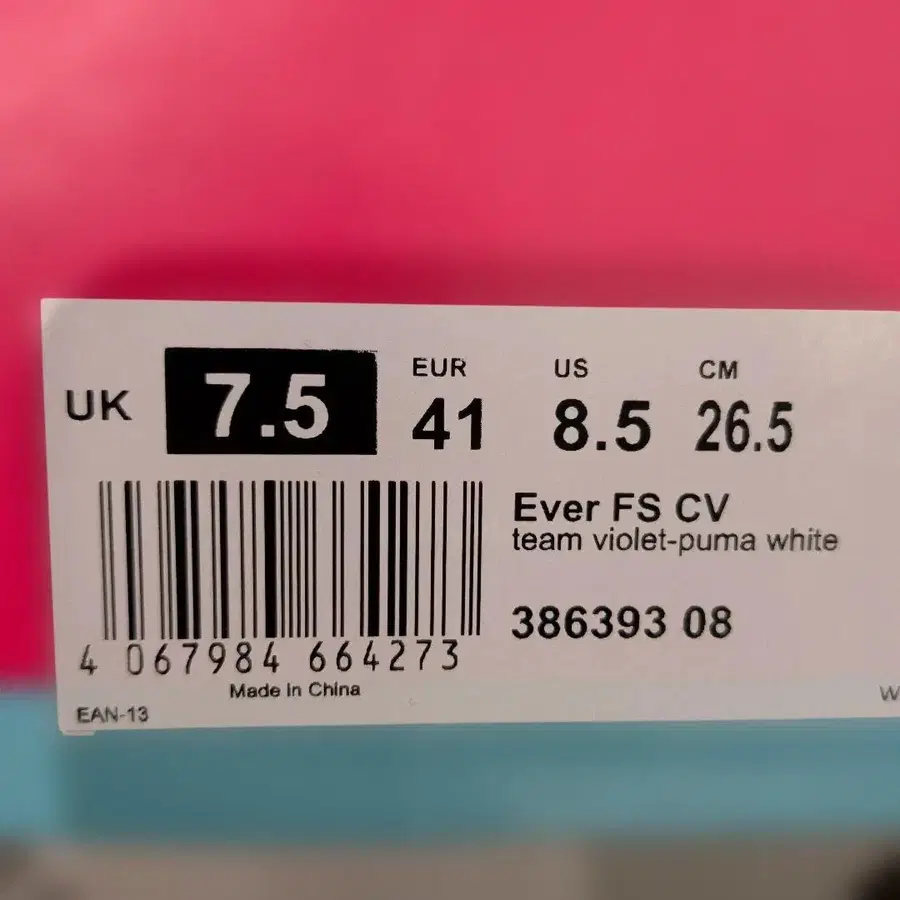 UK 7.5 EUR 41 US 8.5 CM 26.5
Ever FS CV
team violet-puma white
386393 08
4 067984 664273
Made in China
EAN-13
W